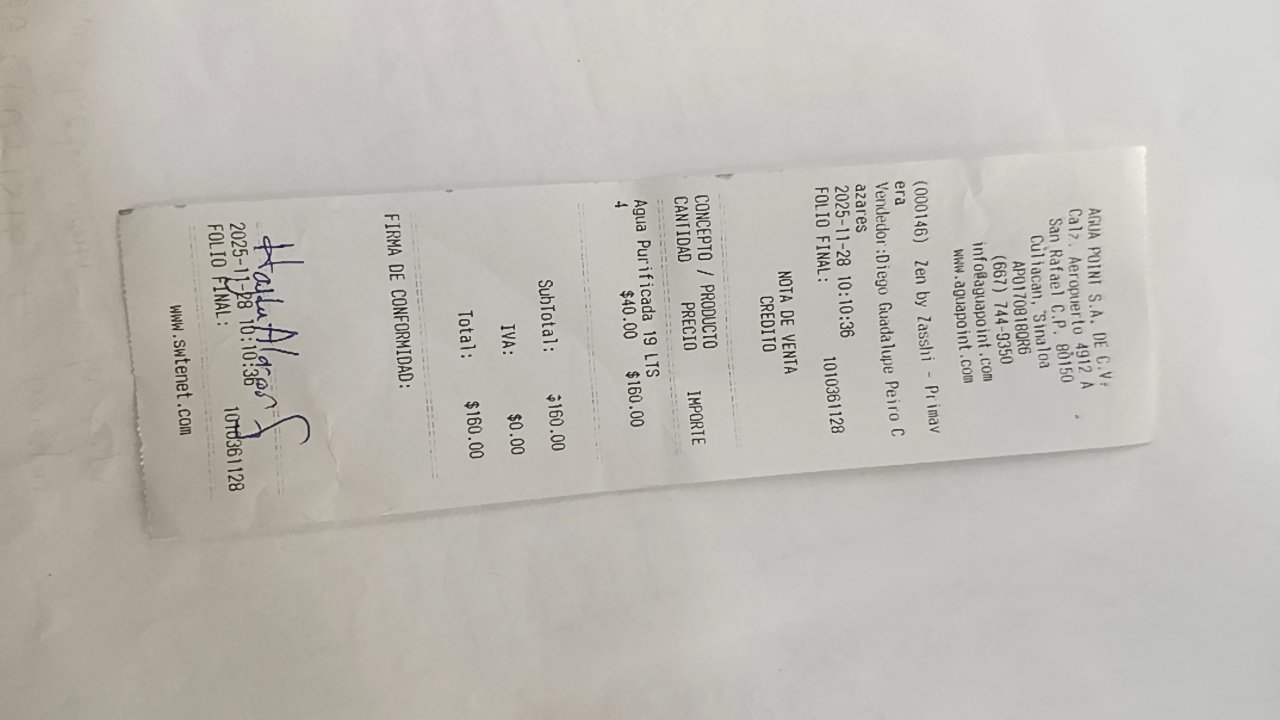 AGUA POINT S.A. DE C.V.
Calz. Aeropuerto 4912 A
San Rafael C.P. 80150
Culiacan, Sinaloa
APO170818QR6
(667) 744-9350
info@aguapoint.com
www.aguapoint.com
(000146) Zen by Zasshi - Primav
era
Vendedor:Diego Guadalupe Peiro C
azares
2025-11-28 10:10:36
FOLIO FINAL: 1010361128
NOTA DE VENTA
CREDITO
CONCEPTO / PRODUCTO
CANTIDAD PRECIO IMPORTE
Agua Purificada 19 LTS
4 $40.00 $160.00
SubTotal: $160.00
IVA: $0.00
Total: $160.00
FIRMA DE CONFORMIDAD:
2025-11-28 10:10:36
FOLIO FINAL: 1010361128
www.swtenet.com